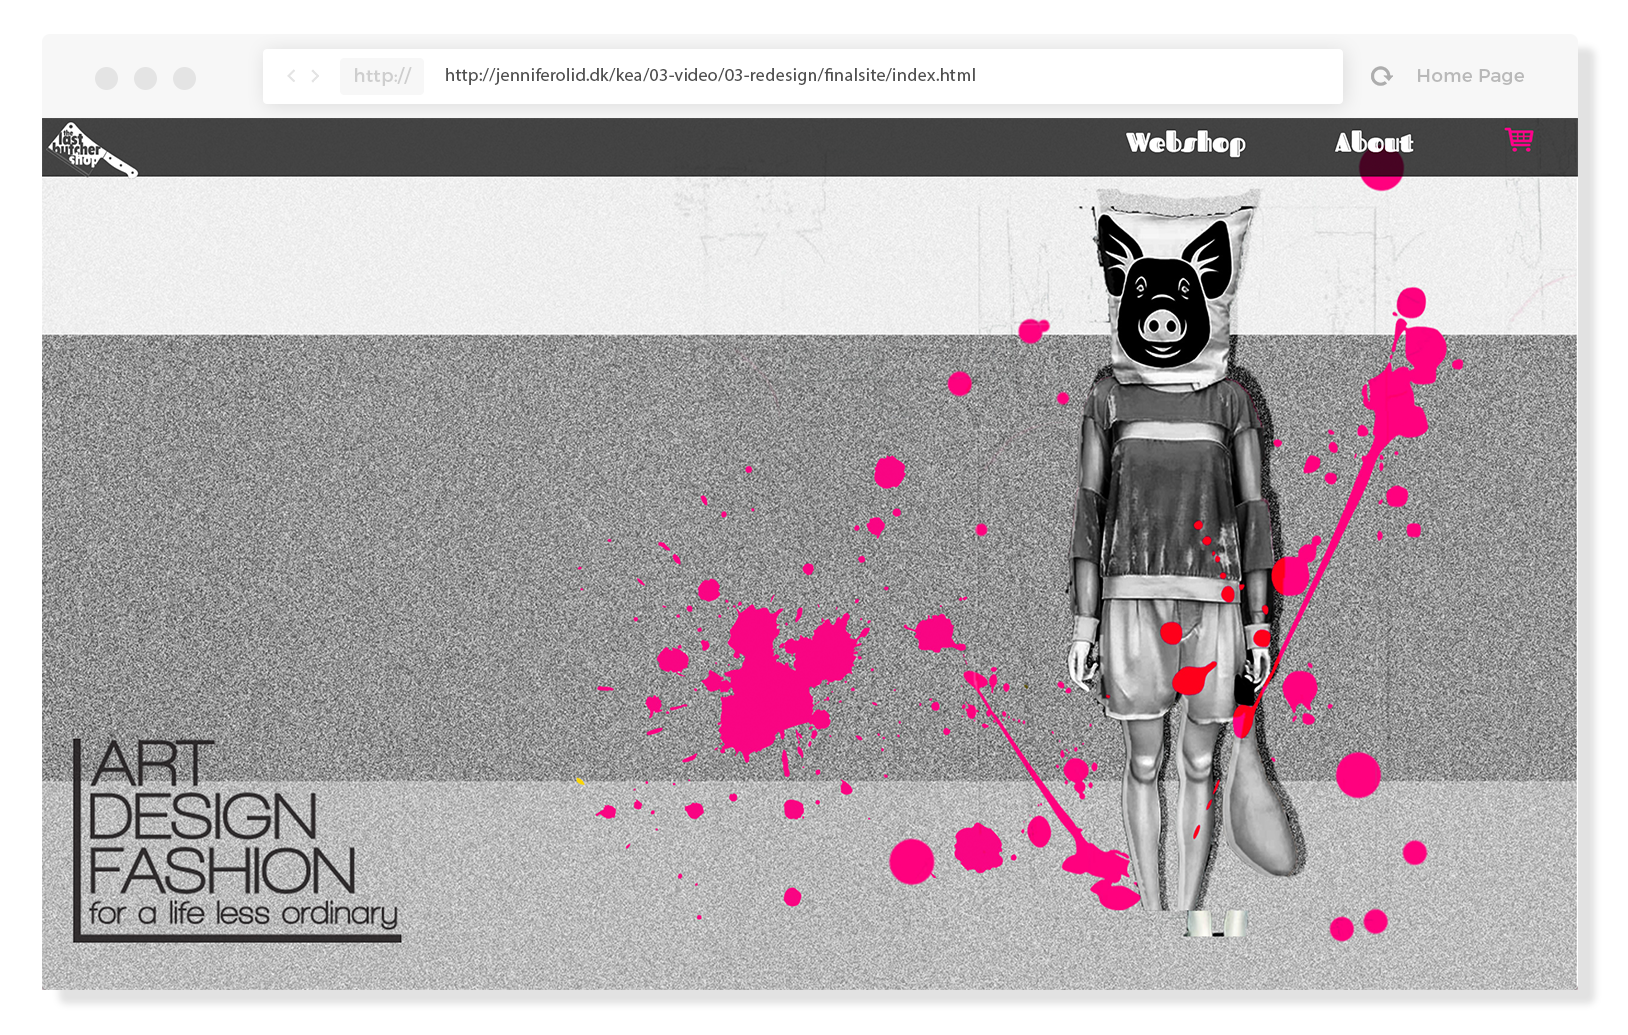 http://
http://jenniferolid.dk/kea/03-video/03-redesign/finalsite/index.html
Home Page
the
last
butcher
shop
Webshop
About
ART
DESIGN
FASHION
for a life less ordinary